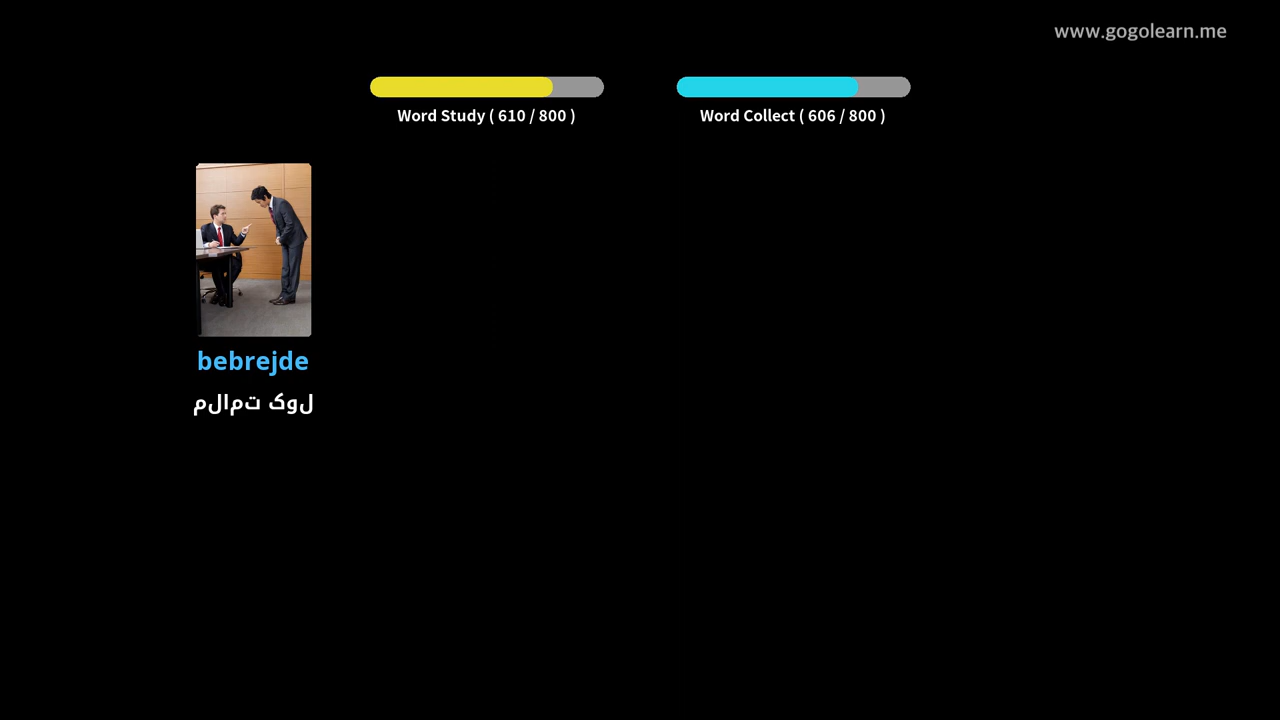 www.gogolearn.me
Word Study ( 610 / 800 )
Word Collect ( 606 / 800 )
bebrejde
ملامت کول